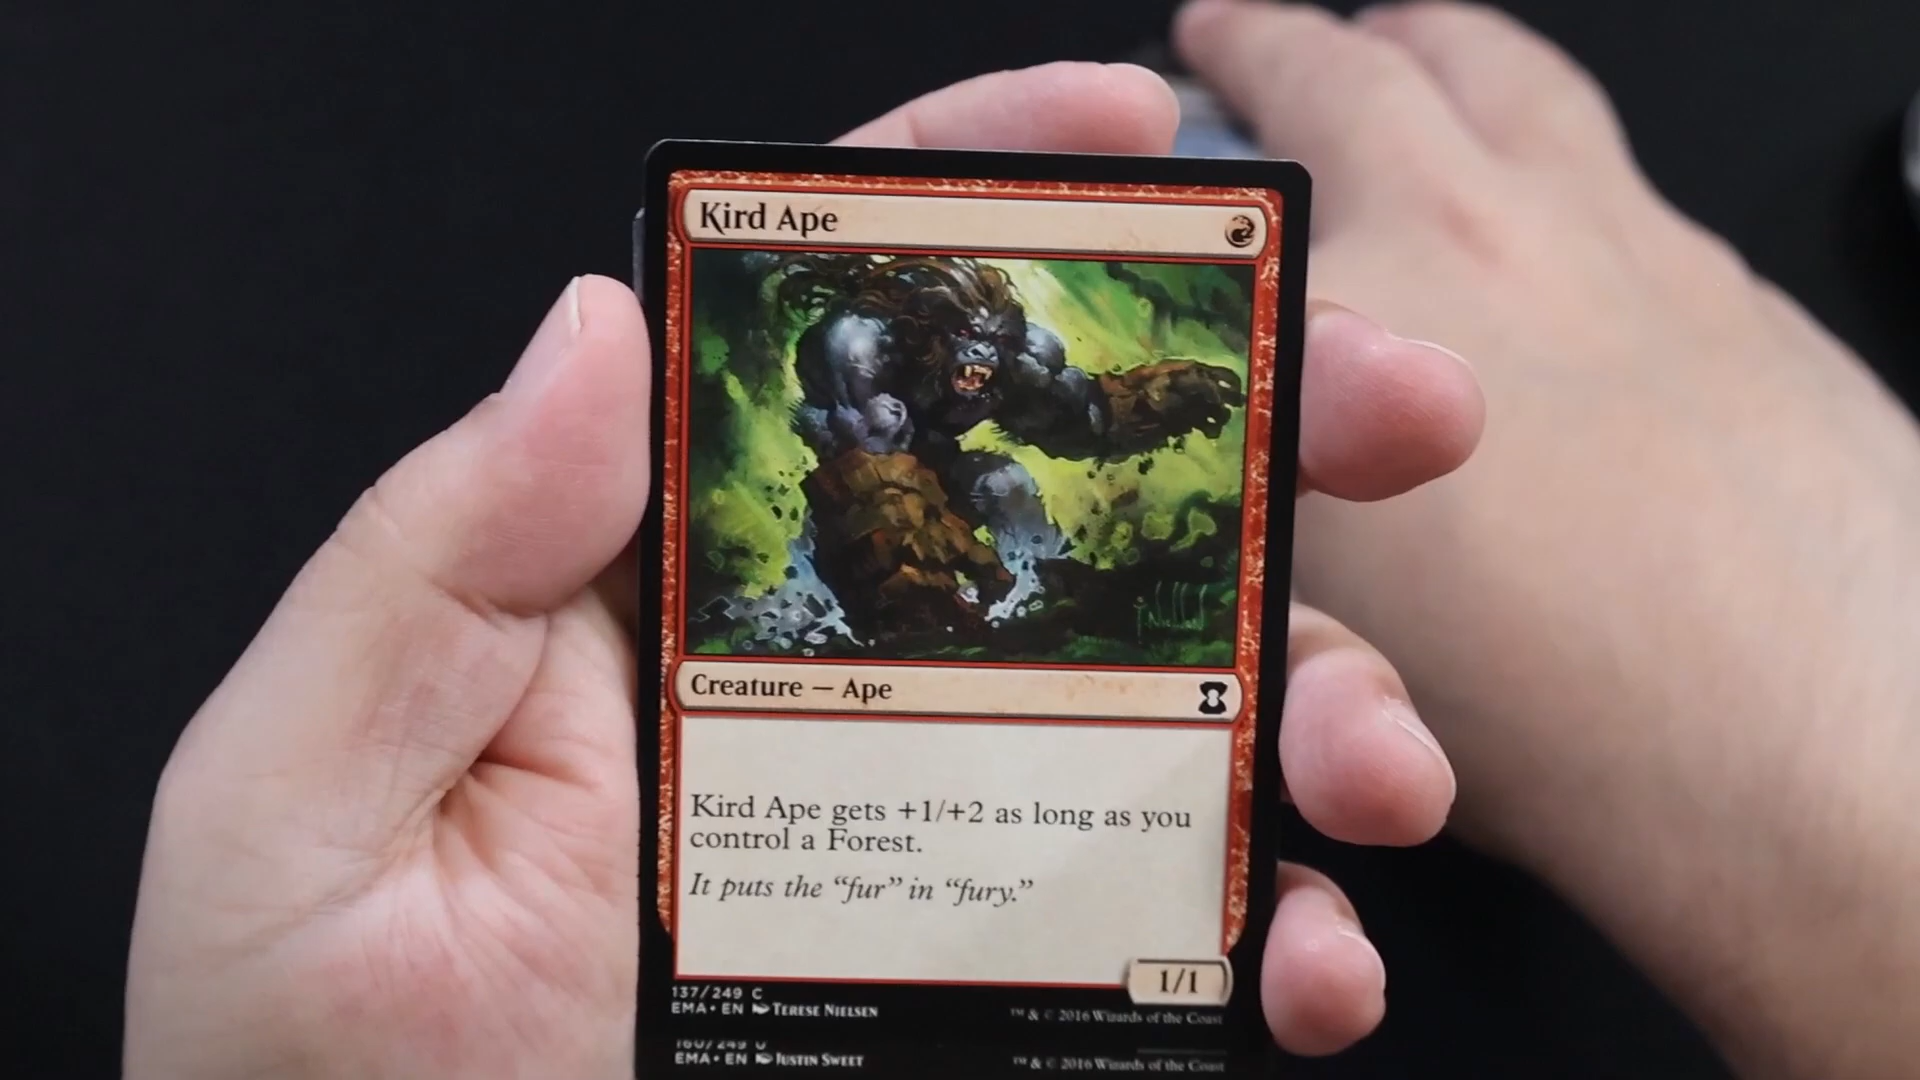 Kird Ape
Creature — Ape
Kird Ape gets +1/+2 as long as you
control a Forest.
It puts the “fur” in “fury.”
1/1
137/249 C
EMA • EN TERESE NIELSEN
™ & © 2016 Wizards of the Coast
160/249 U
EMA • EN JUSTIN SWEET
™ & © 2016 Wizards of the Coast